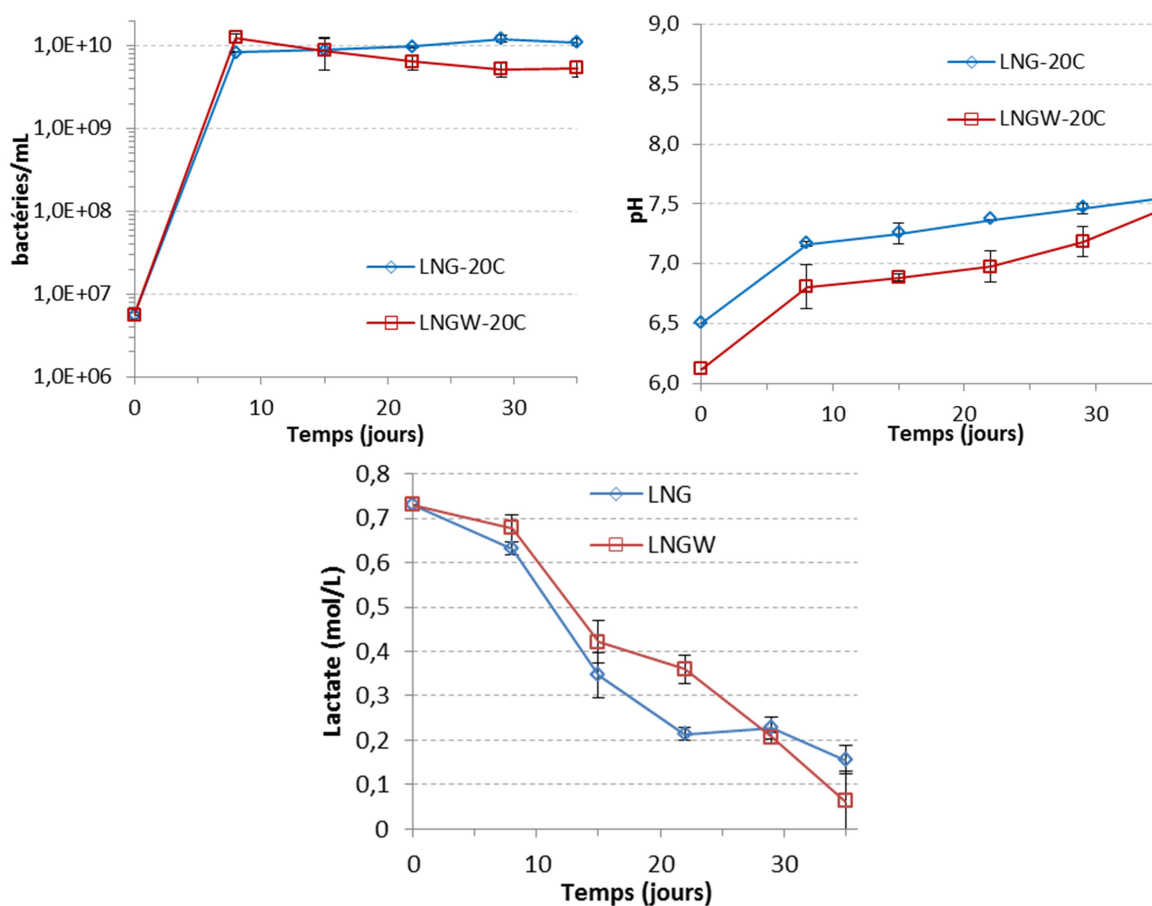 bactéries/mL
1,0E+10
1,0E+09
1,0E+08
1,0E+07
1,0E+06
LNG-20C
LNGW-20C
0
10
20
30
Temps (jours)
pH
9,0
8,5
8,0
7,5
7,0
6,5
6,0
LNG-20C
LNGW-20C
0
10
20
30
Temps (jours)
Lactate (mol/L)
0,8
0,7
0,6
0,5
0,4
0,3
0,2
0,1
0
LNG
LNGW
0
10
20
30
Temps (jours)